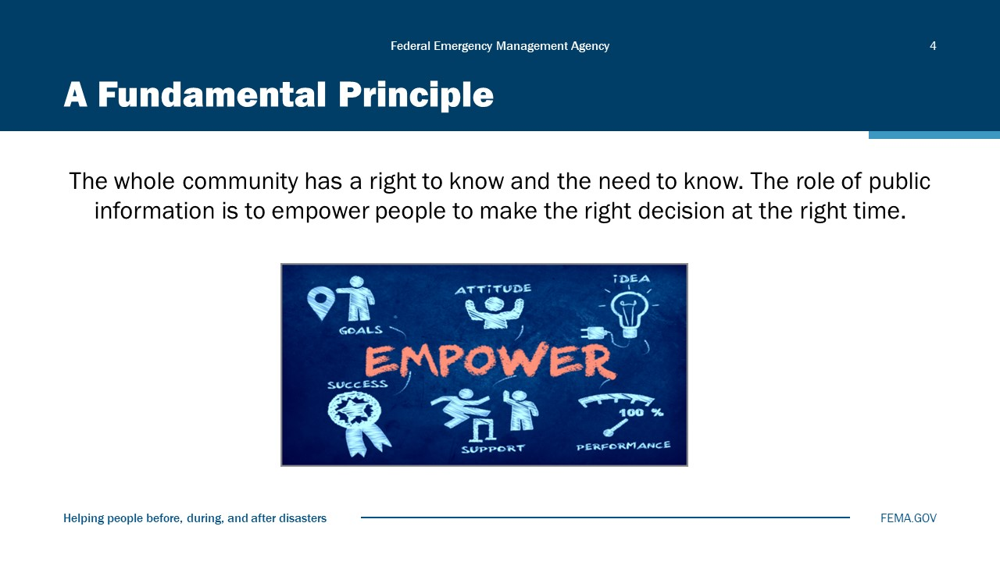 Federal Emergency Management Agency
4
A Fundamental Principle
The whole community has a right to know and the need to know. The role of public
information is to empower people to make the right decision at the right time.
GOALS
ATTiTUDE
iDEA
EMPOWER
SUCCESS
SUPPORT
100 %
PERFORMANCE
Helping people before, during, and after disasters
FEMA.GOV